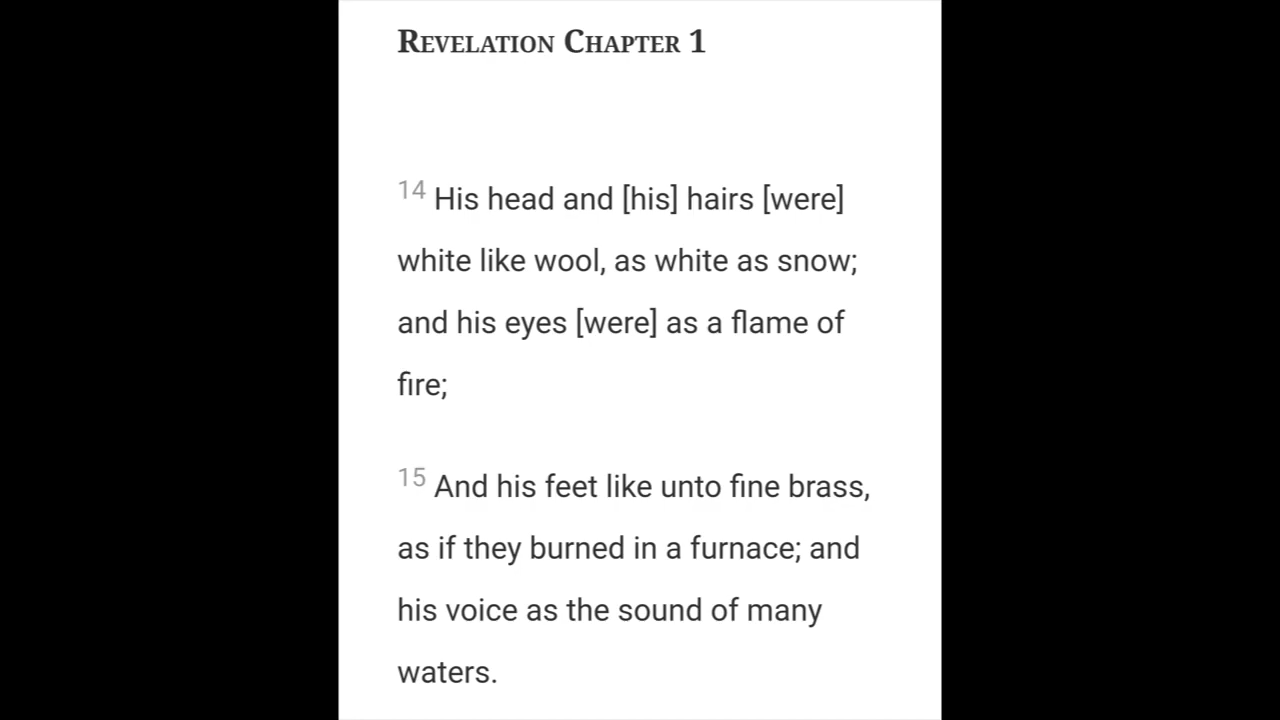 Revelation Chapter 1
14 His head and [his] hairs [were]
white like wool, as white as snow;
and his eyes [were] as a flame of
fire;
15 And his feet like unto fine brass,
as if they burned in a furnace; and
his voice as the sound of many
waters.